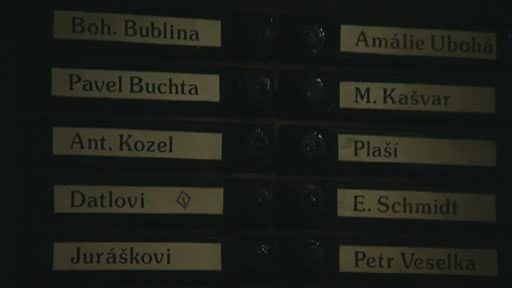 Boh. Bublina
Amálie Ubohá
Pavel Buchta
M. Kašvar
Ant. Kozel
Plaší
Datlovi
E. Schmidt
Juráškovi
Petr Veselka